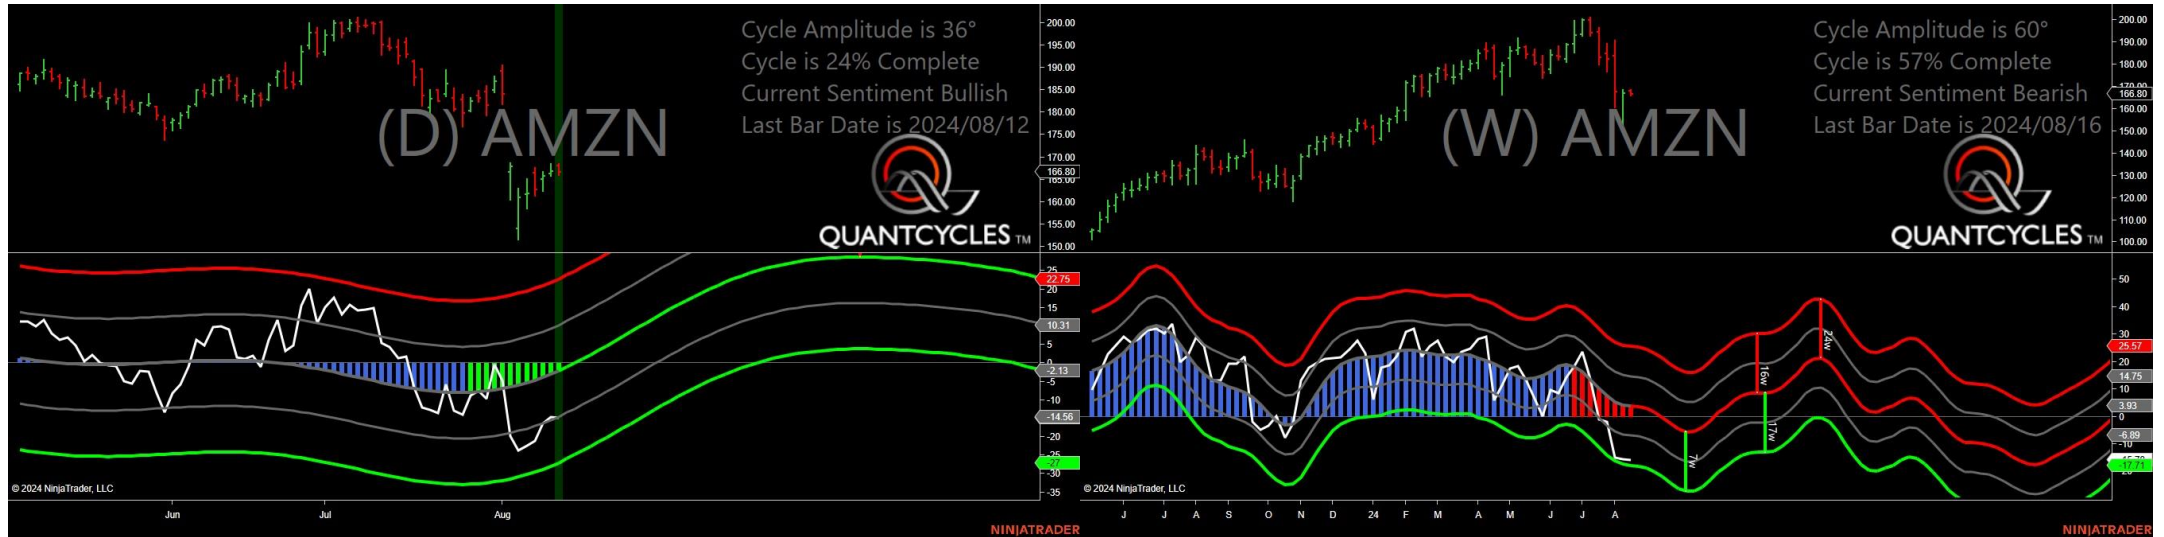 Cycle Amplitude is 36°
Cycle is 24% Complete
Current Sentiment Bullish
Last Bar Date is 2024/08/12
(D) AMZN
QUANTCYCLES TM
200.00
195.00
190.00
185.00
180.00
175.00
170.00
166.80
165.00
160.00
155.00
150.00
25
22.75
20
15
10.31
5
0
-2.13
-5
-10
-14.56
-20
-27
-30
-35
© 2024 NinjaTrader, LLC
Jun Jul Aug
NINJATRADER
Cycle Amplitude is 60°
Cycle is 57% Complete
Current Sentiment Bearish
Last Bar Date is 2024/08/16
(W) AMZN
QUANTCYCLES TM
200.00
190.00
180.00
170.00
166.80
160.00
150.00
140.00
130.00
120.00
110.00
100.00
50
40
30
25.57
20
14.75
10
3.93
0
-6.89
-10
-17.71
7w
16w
17w
24w
© 2024 NinjaTrader, LLC
J J A S O N D 24 F M A M J J A
NINJATRADER